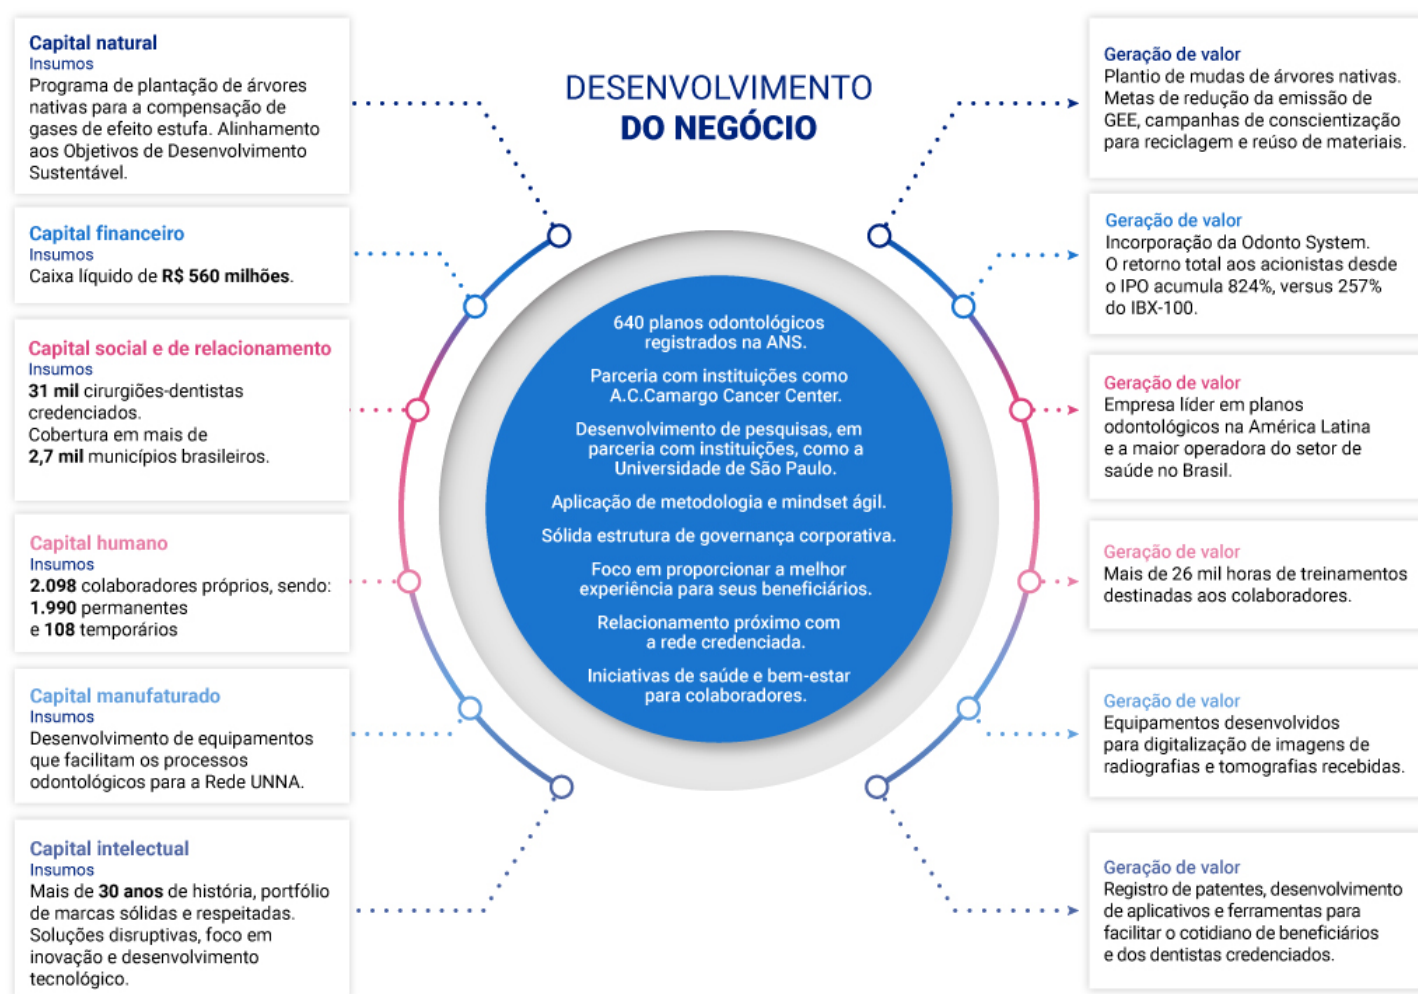 DESENVOLVIMENTO
DO NEGÓCIO
Capital natural
Insumos
Programa de plantação de árvores
nativas para a compensação de
gases de efeito estufa. Alinhamento
aos Objetivos de Desenvolvimento
Sustentável.
Capital financeiro
Insumos
Caixa líquido de R$ 560 milhões.
Capital social e de relacionamento
Insumos
31 mil cirurgiões-dentistas
credenciados.
Cobertura em mais de
2,7 mil municípios brasileiros.
Capital humano
Insumos
2.098 colaboradores próprios, sendo:
1.990 permanentes
e 108 temporários
Capital manufaturado
Insumos
Desenvolvimento de equipamentos
que facilitam os processos
odontológicos para a Rede UNNA.
Capital intelectual
Insumos
Mais de 30 anos de história, portfólio
de marcas sólidas e respeitadas.
Soluções disruptivas, foco em
inovação e desenvolvimento
tecnológico.
640 planos odontológicos
registrados na ANS.
Parceria com instituições como
A.C.Camargo Cancer Center.
Desenvolvimento de pesquisas, em
parceria com instituições, como a
Universidade de São Paulo.
Aplicação de metodologia e mindset ágil.
Sólida estrutura de governança corporativa.
Foco em proporcionar a melhor
experiência para seus beneficiários.
Relacionamento próximo com
a rede credenciada.
Iniciativas de saúde e bem-estar
para colaboradores.
Geração de valor
Plantio de mudas de árvores nativas.
Metas de redução da emissão de
GEE, campanhas de conscientização
para reciclagem e reúso de materiais.
Geração de valor
Incorporação da Odonto System.
O retorno total aos acionistas desde
o IPO acumula 824%, versus 257%
do IBX-100.
Geração de valor
Empresa líder em planos
odontológicos na América Latina
e a maior operadora do setor de
saúde no Brasil.
Geração de valor
Mais de 26 mil horas de treinamentos
destinadas aos colaboradores.
Geração de valor
Equipamentos desenvolvidos
para digitalização de imagens de
radiografias e tomografias recebidas.
Geração de valor
Registro de patentes, desenvolvimento
de aplicativos e ferramentas para
facilitar o cotidiano de beneficiários
e dos dentistas credenciados.